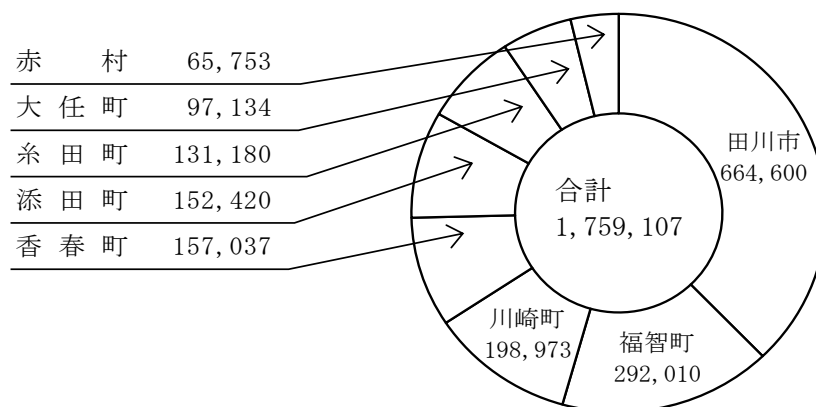 赤村 65,753
大任町 97,134
糸田町 131,180
添田町 152,420
香春町 157,037
田川市
664,600
合計
1,759,107
川崎町
198,973
福智町
292,010